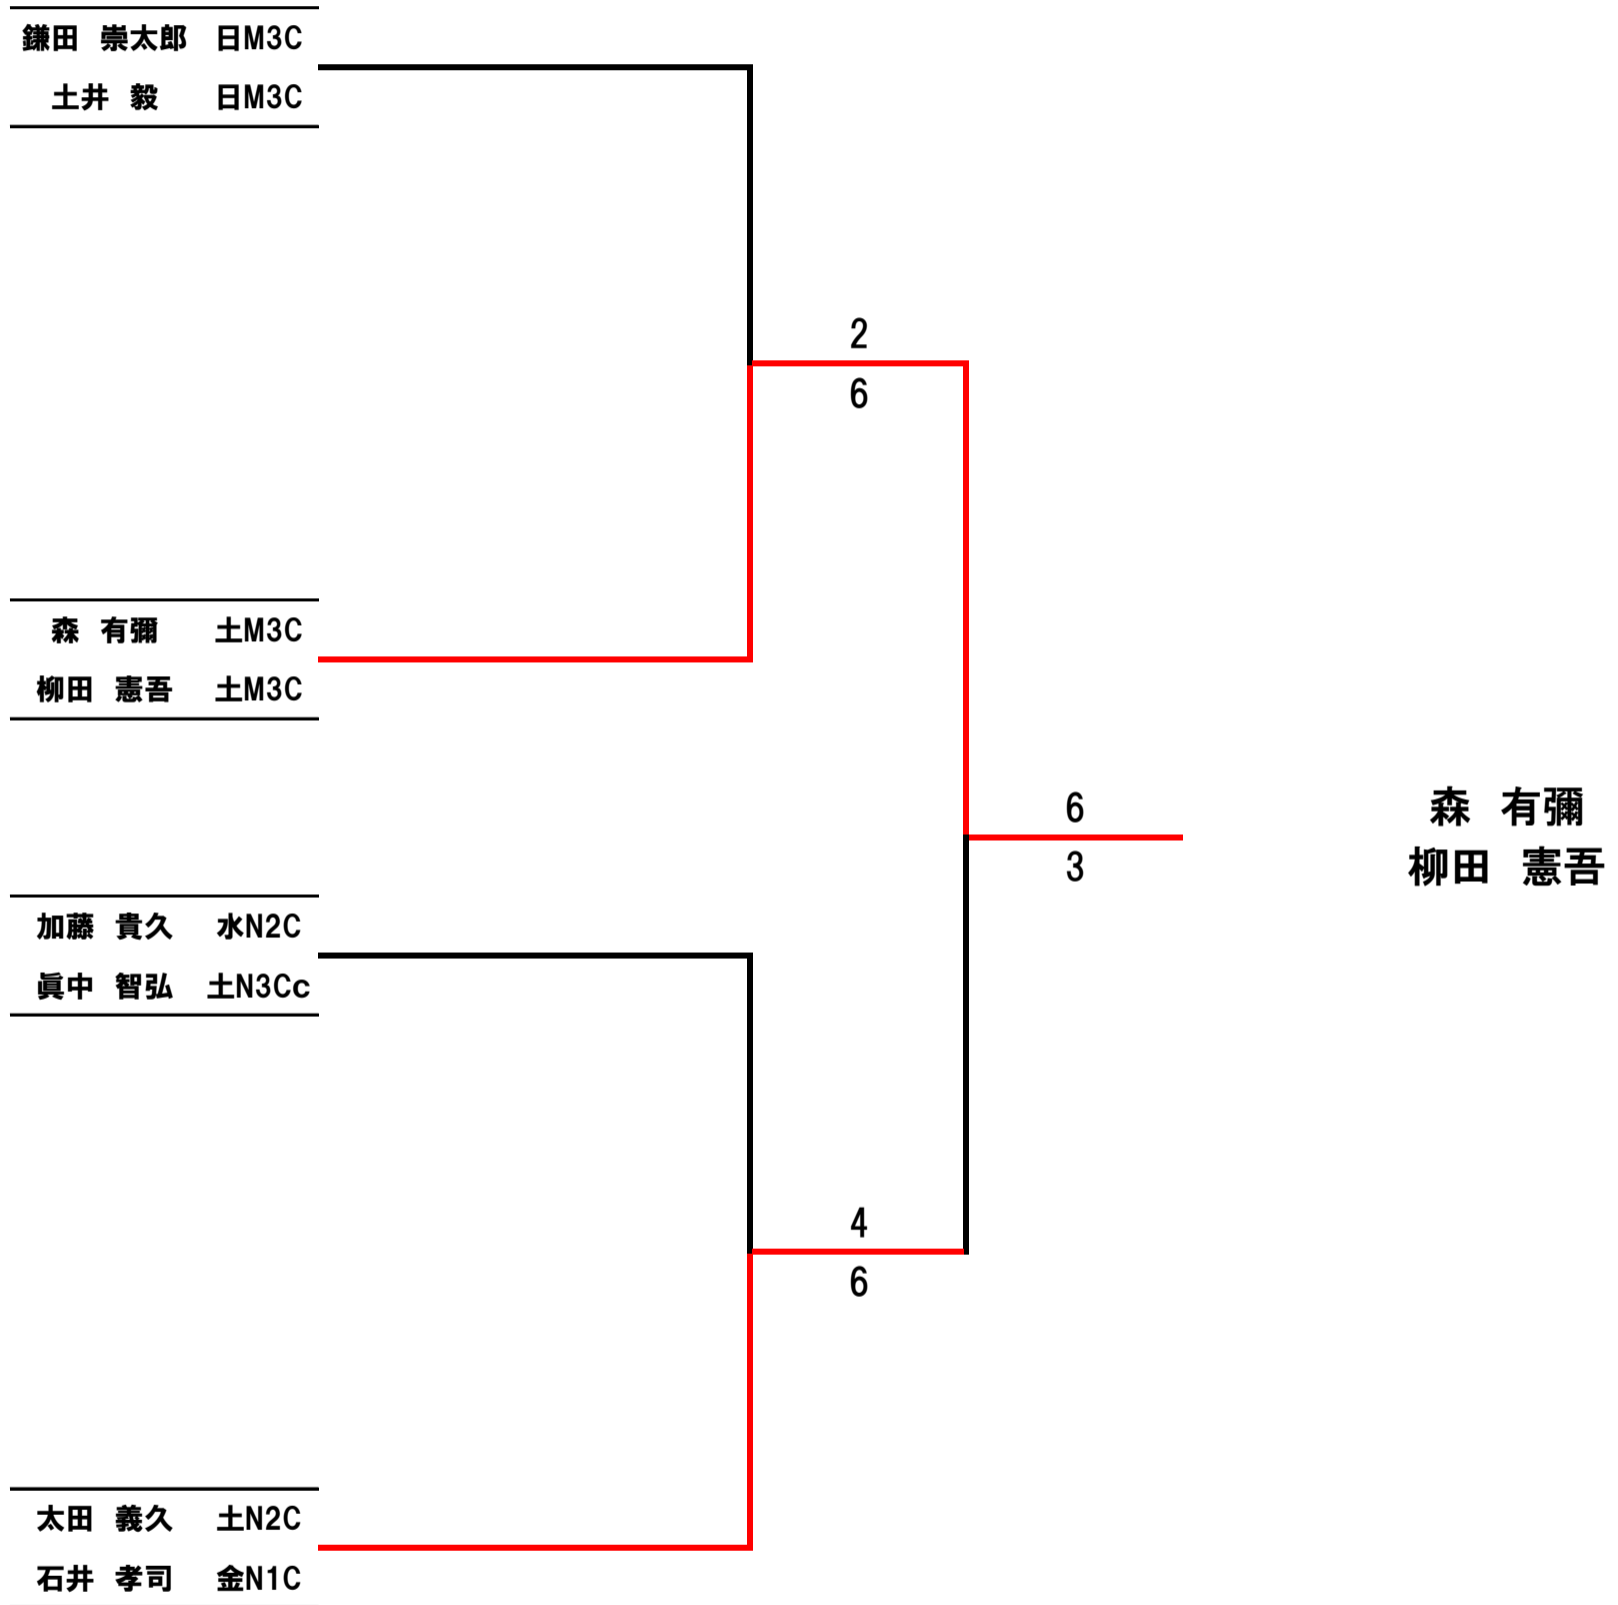 鎌田 崇太郎 日M3C
土井 毅 日M3C
2
6
森 有彌 土M3C
柳田 憲吾 土M3C
6
3
森 有彌
柳田 憲吾
加藤 貴久 水N2C
眞中 智弘 土N3Cc
4
6
太田 義久 土N2C
石井 孝司 金N1C